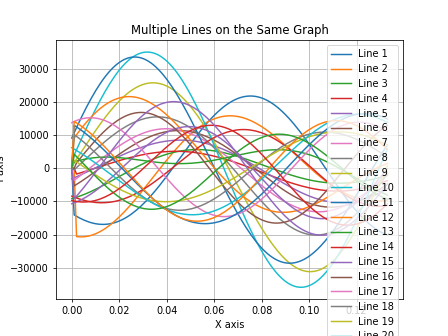 Multiple Lines on the Same Graph
30000
20000
10000
0
−10000
−20000
−30000
0.00
0.02
0.04
0.06
0.08
0.10
X axis
axis
Line 1
Line 2
Line 3
Line 4
Line 5
Line 6
Line 7
Line 8
Line 9
Line 10
Line 11
Line 12
Line 13
Line 14
Line 15
Line 16
Line 17
Line 18
Line 19
Line 20